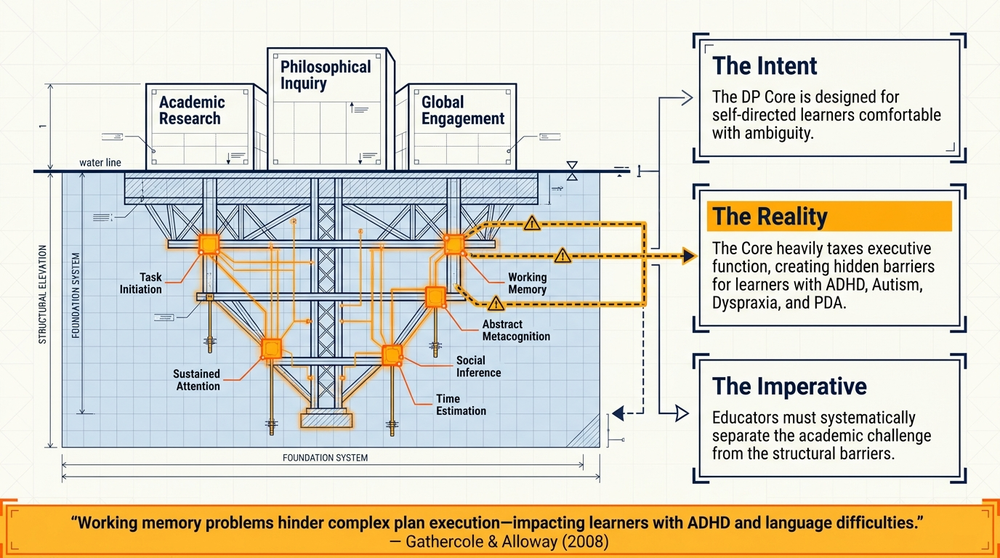 Academic
Research
Philosophical
Inquiry
Global
Engagement
1
water line
STRUCTURAL ELEVATION
FOUNDATION SYSTEM
Task
Initiation
Working
Memory
Abstract
Metacognition
Sustained
Attention
Social
Inference
Time
Estimation
FOUNDATION SYSTEM
The Intent
The DP Core is designed for
self-directed learners comfortable
with ambiguity.
The Reality
The Core heavily taxes executive
function, creating hidden barriers
for learners with ADHD, Autism,
Dyspraxia, and PDA.
The Imperative
Educators must systematically
separate the academic challenge
from the structural barriers.
“Working memory problems hinder complex plan execution—impacting learners with ADHD and language difficulties.”
— Gathercole & Alloway (2008)